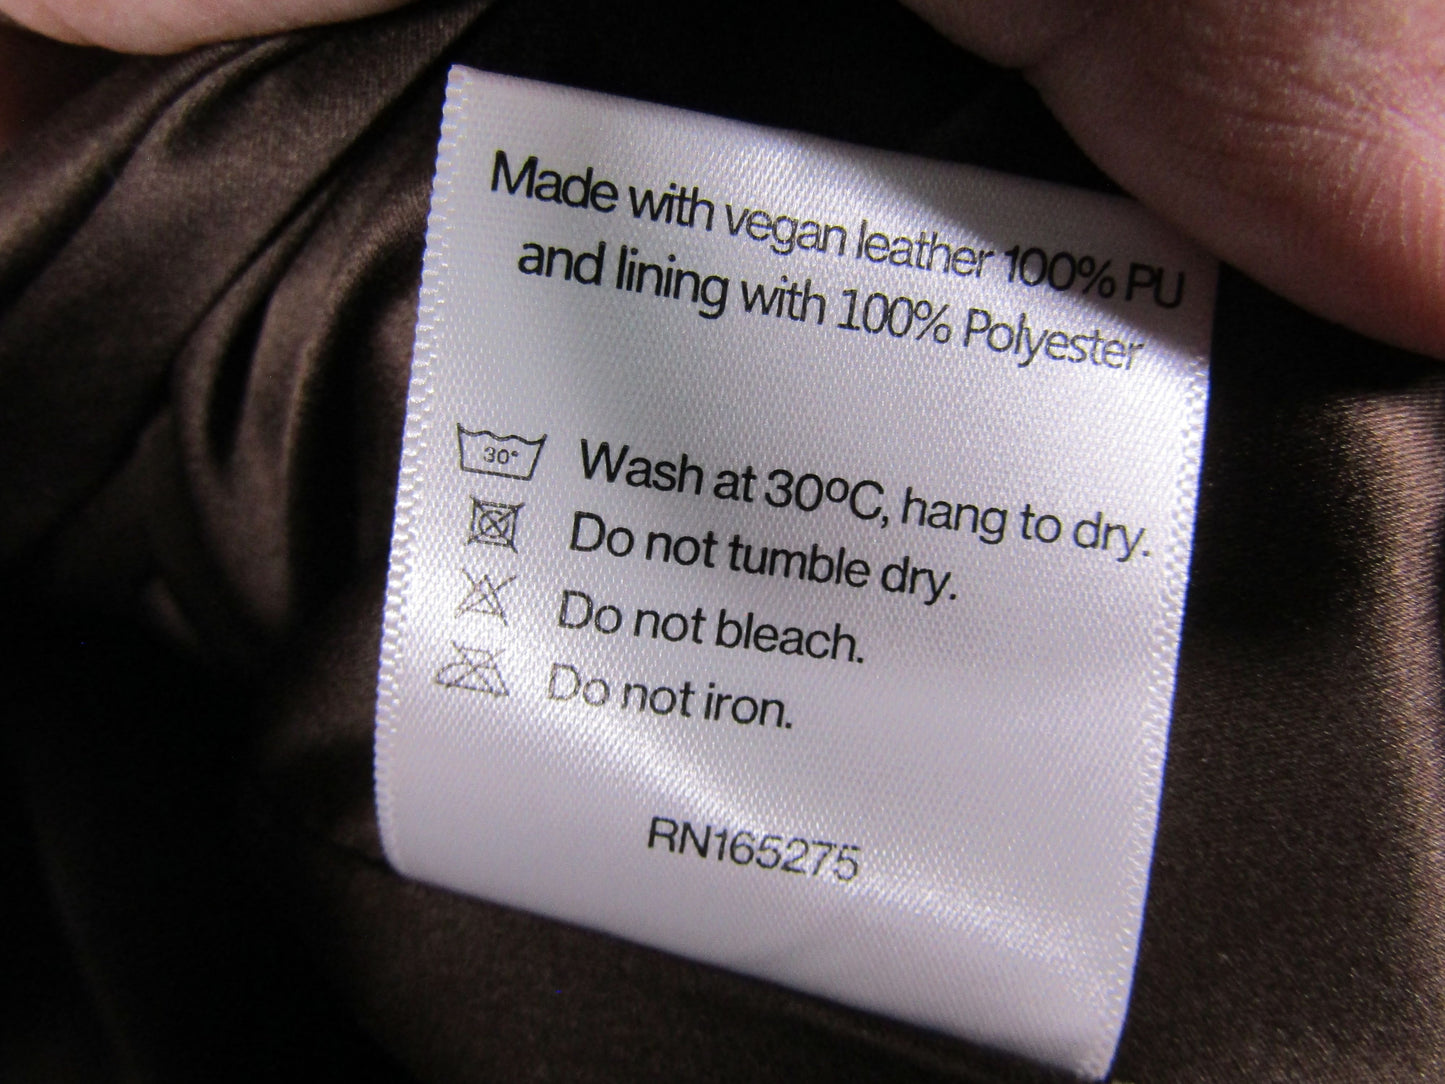 Made with vegan leather 100% PU
and lining with 100% Polyester
30° Wash at 30ºC, hang to dry.
Do not tumble dry.
Do not bleach.
Do not iron.
RN165275